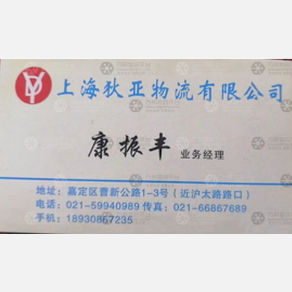 上海狄亚物流有限公司
康振丰 业务经理
地址：嘉定区曹新公路1-3号（近沪太路路口）
电话：021-59940989 传真：021-66867689
手机：18930867235